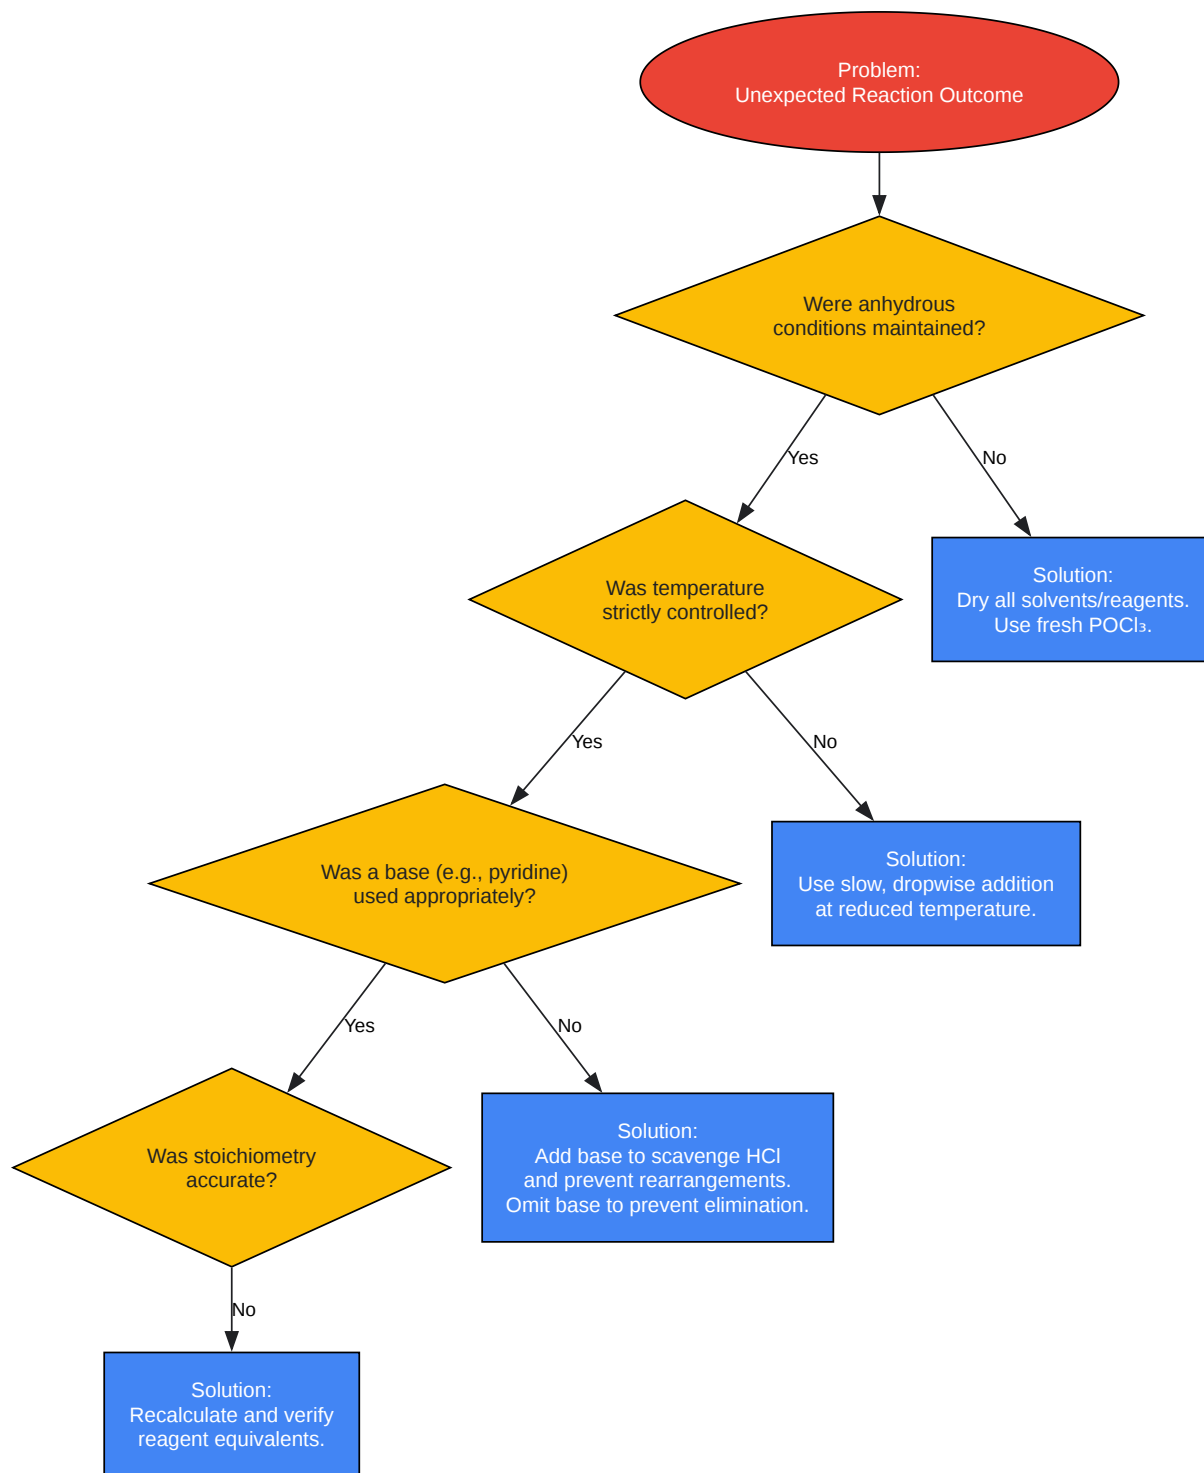 Problem:
Unexpected Reaction Outcome
Were anhydrous
conditions maintained?
Yes
No
Was temperature
strictly controlled?
Solution:
Dry all solvents/reagents.
Use fresh POCl₃.
Yes
No
Was a base (e.g., pyridine)
used appropriately?
Solution:
Use slow, dropwise addition
at reduced temperature.
Yes
No
Was stoichiometry
accurate?
Solution:
Add base to scavenge HCl
and prevent rearrangements.
Omit base to prevent elimination.
No
Solution:
Recalculate and verify
reagent equivalents.